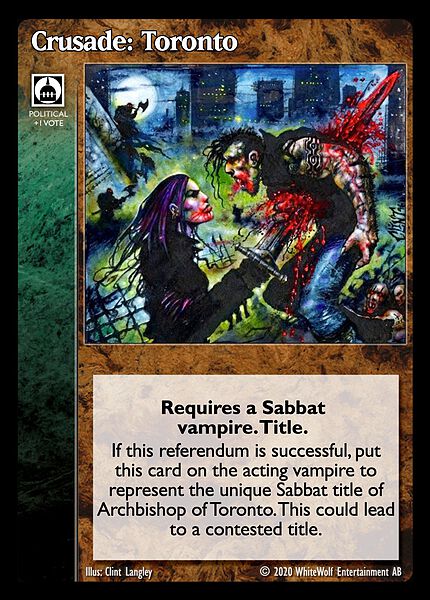 Crusade: Toronto
POLITICAL
+1 VOTE
Requires a Sabbat
vampire. Title.
If this referendum is successful, put
this card on the acting vampire to
represent the unique Sabbat title of
Archbishop of Toronto. This could lead
to a contested title.
Illus: Clint Langley
© 2020 WhiteWolf Entertainment AB